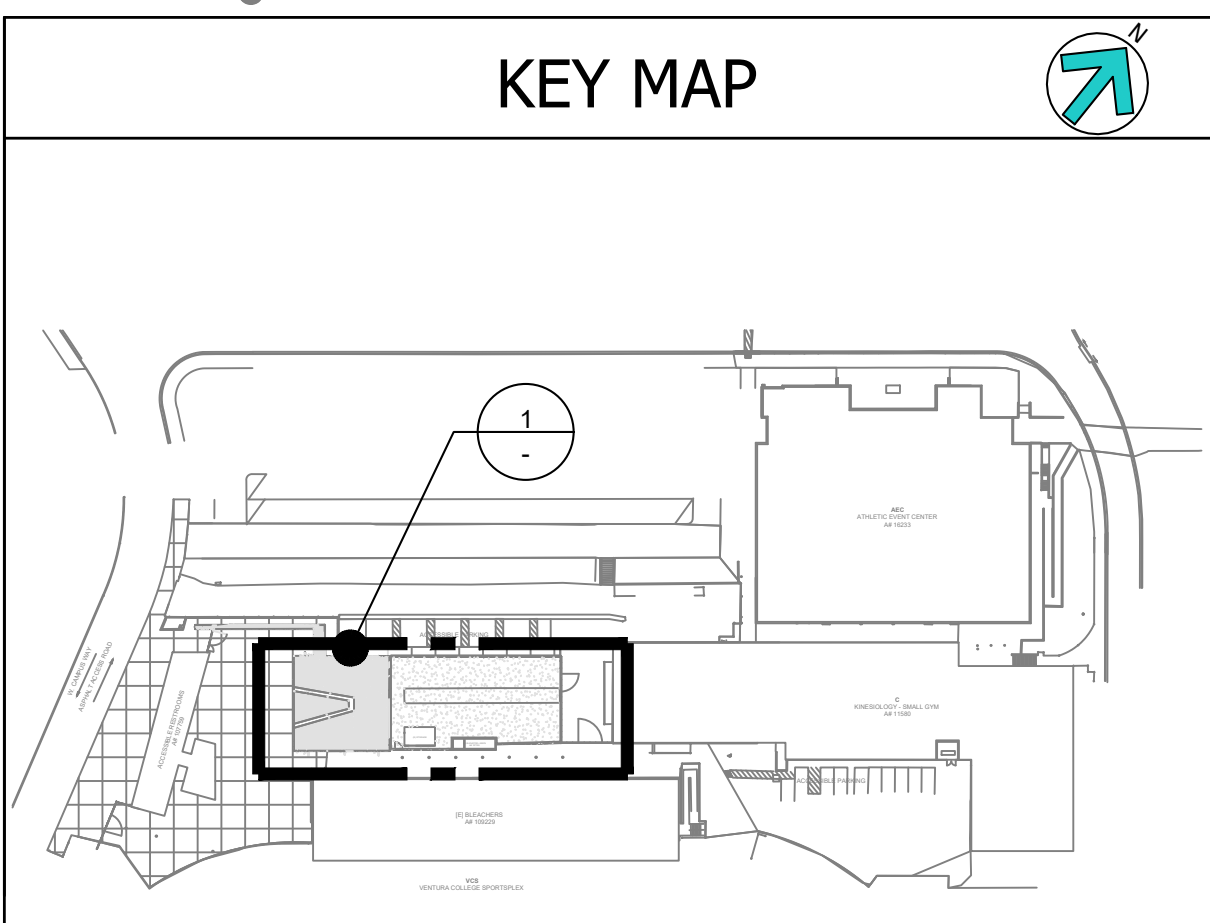 KEY MAP
N
1
-
AEC
ATHLETIC EVENT CENTER
A# 16233
ACCESSIBLE PARKING
W. CAMPUS WAY
ASPHALT ACCESS ROAD
ACCESSIBLE RESTROOMS
A# 107759
C
KINESIOLOGY - SMALL GYM
A# 11580
ACCESSIBLE PARKING
[E] BLEACHERS
A# 109229
VCS
VENTURA COLLEGE SPORTSPLEX